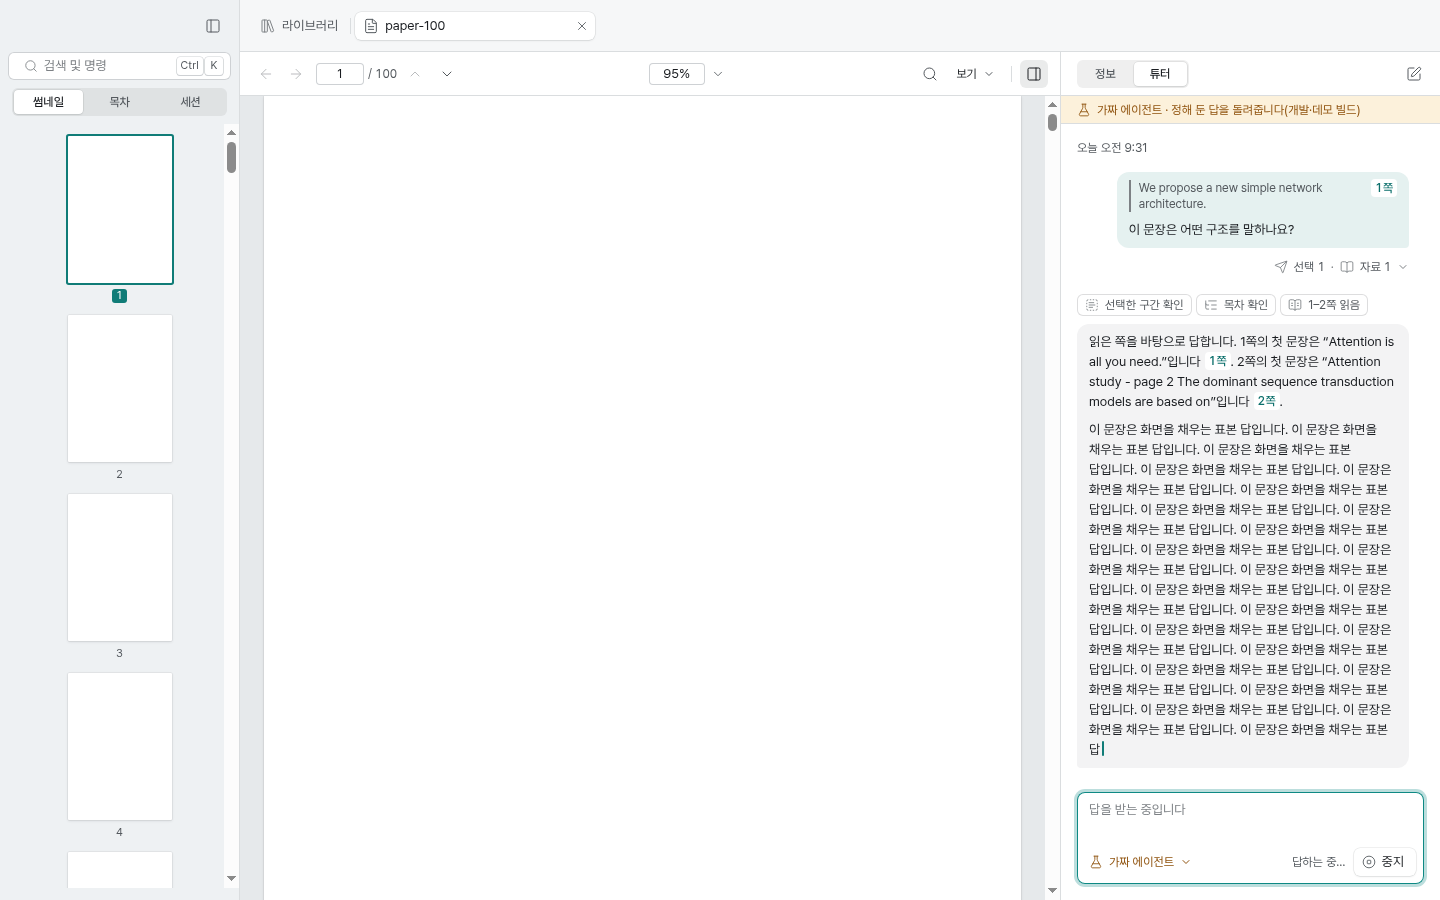 라이브러리
paper-100
검색 및 명령
Ctrl K
1 / 100
95%
보기
정보 튜터
썸네일 목차 세션
가짜 에이전트 · 정해 둔 답을 돌려줍니다(개발·데모 빌드)
오늘 오전 9:31
We propose a new simple network 1쪽
architecture.
이 문장은 어떤 구조를 말하나요?
선택 1 · 자료 1
선택한 구간 확인 목차 확인 1–2쪽 읽음
읽은 쪽을 바탕으로 답합니다. 1쪽의 첫 문장은 “Attention is
all you need.”입니다 1쪽 . 2쪽의 첫 문장은 “Attention
study - page 2 The dominant sequence transduction
models are based on”입니다 2쪽 .
이 문장은 화면을 채우는 표본 답입니다. 이 문장은 화면을
채우는 표본 답입니다. 이 문장은 화면을 채우는 표본
답입니다. 이 문장은 화면을 채우는 표본 답입니다. 이 문장은
화면을 채우는 표본 답입니다. 이 문장은 화면을 채우는 표본
답입니다. 이 문장은 화면을 채우는 표본 답입니다. 이 문장은
화면을 채우는 표본 답입니다. 이 문장은 화면을 채우는 표본
답입니다. 이 문장은 화면을 채우는 표본 답입니다. 이 문장은
화면을 채우는 표본 답입니다. 이 문장은 화면을 채우는 표본
답입니다. 이 문장은 화면을 채우는 표본 답입니다. 이 문장은
화면을 채우는 표본 답입니다. 이 문장은 화면을 채우는 표본
답입니다. 이 문장은 화면을 채우는 표본 답입니다. 이 문장은
화면을 채우는 표본 답입니다. 이 문장은 화면을 채우는 표본
답입니다. 이 문장은 화면을 채우는 표본 답입니다. 이 문장은
화면을 채우는 표본 답입니다. 이 문장은 화면을 채우는 표본
답입니다. 이 문장은 화면을 채우는 표본 답입니다. 이 문장은
화면을 채우는 표본 답입니다. 이 문장은 화면을 채우는 표본
답
답을 받는 중입니다
가짜 에이전트 답하는 중... 중지
1
2
3
4